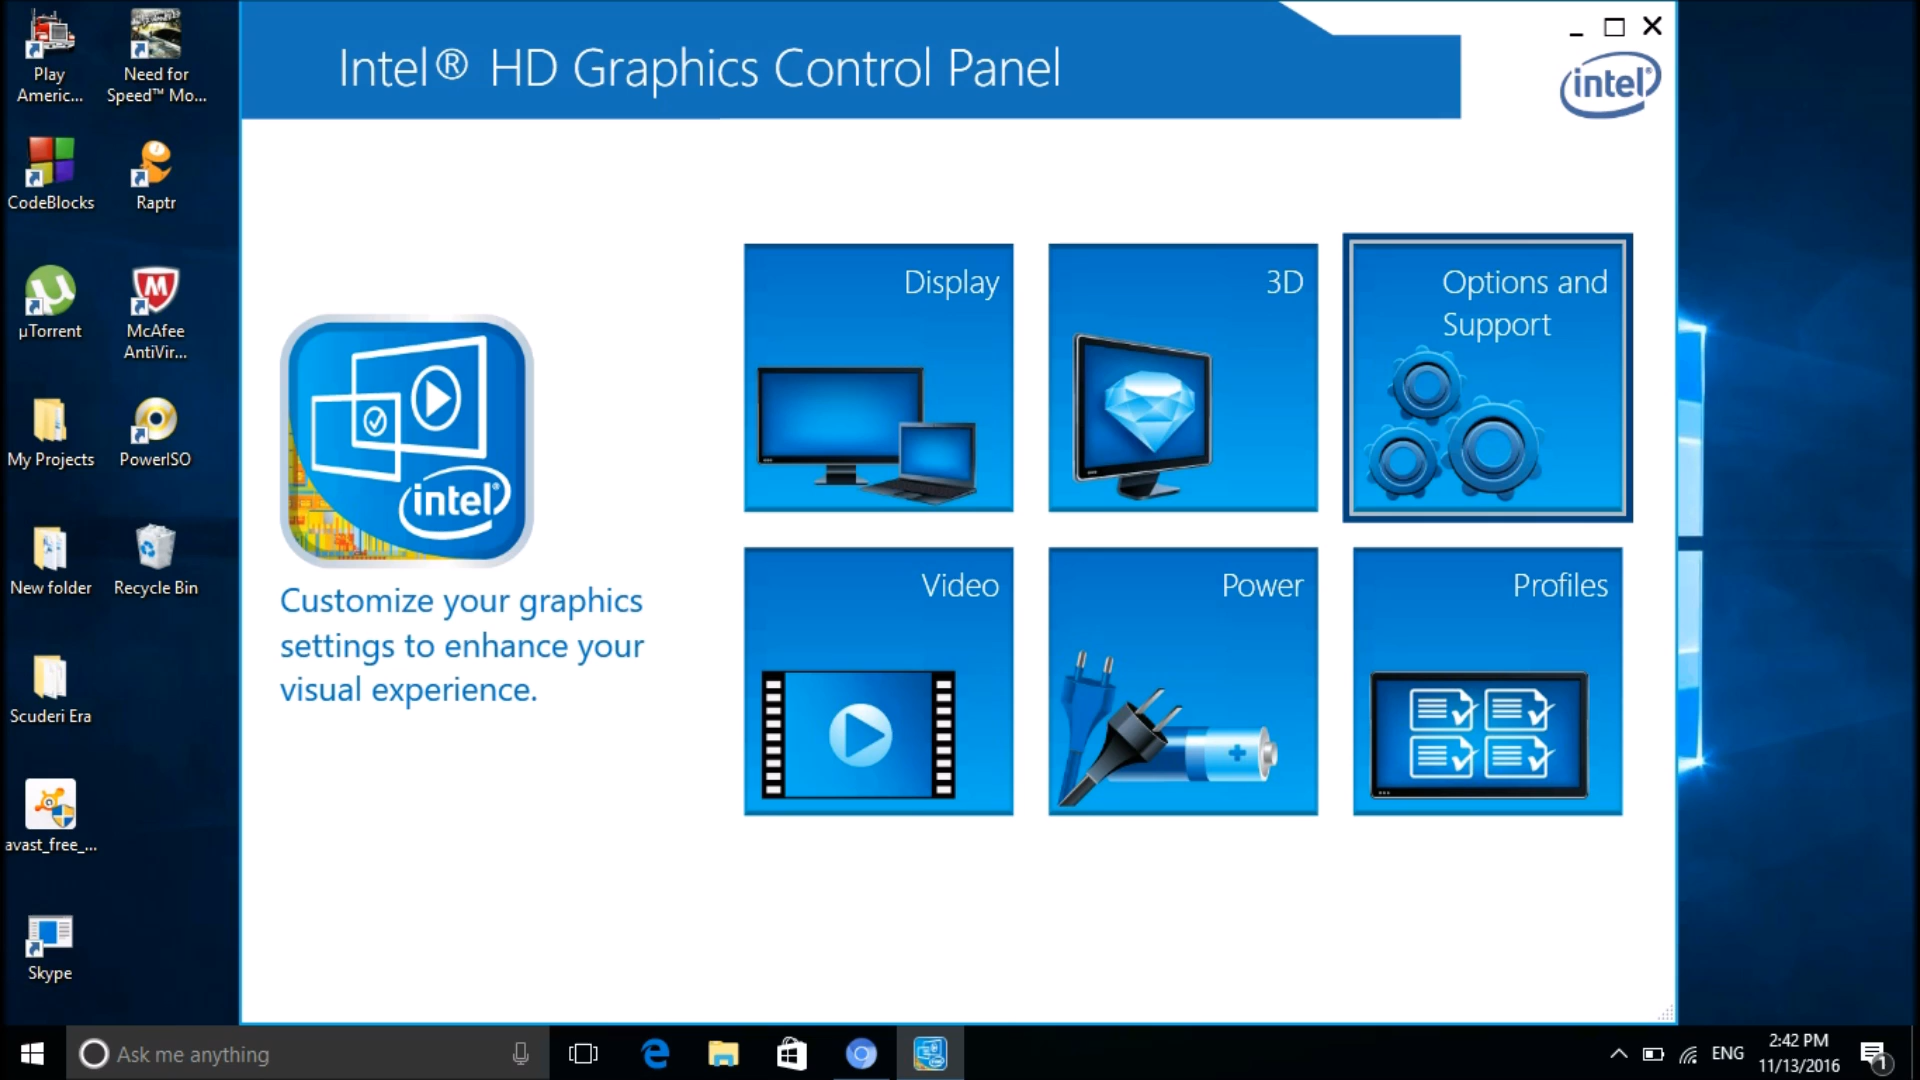 Play
Americ...
Need for
Speed™ Mo...
CodeBlocks
Raptr
µTorrent
McAfee
AntiVir...
My Projects
PowerISO
New folder
Recycle Bin
Scuderi Era
avast_free_...
Skype
Intel® HD Graphics Control Panel
intel®
intel®
Customize your graphics
settings to enhance your
visual experience.
Display
3D
Options and
Support
Video
Power
Profiles
Ask me anything
ENG
2:42 PM
11/13/2016
1